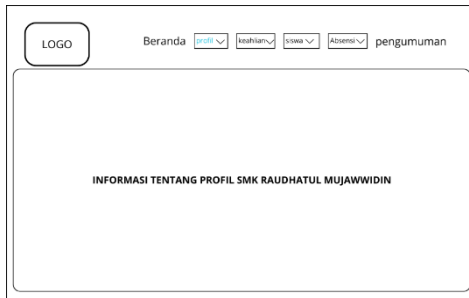 LOGO
Beranda profil keahlian siswa Absensi pengumuman
INFORMASI TENTANG PROFIL SMK RAUDHATUL MUJAWWIDIN